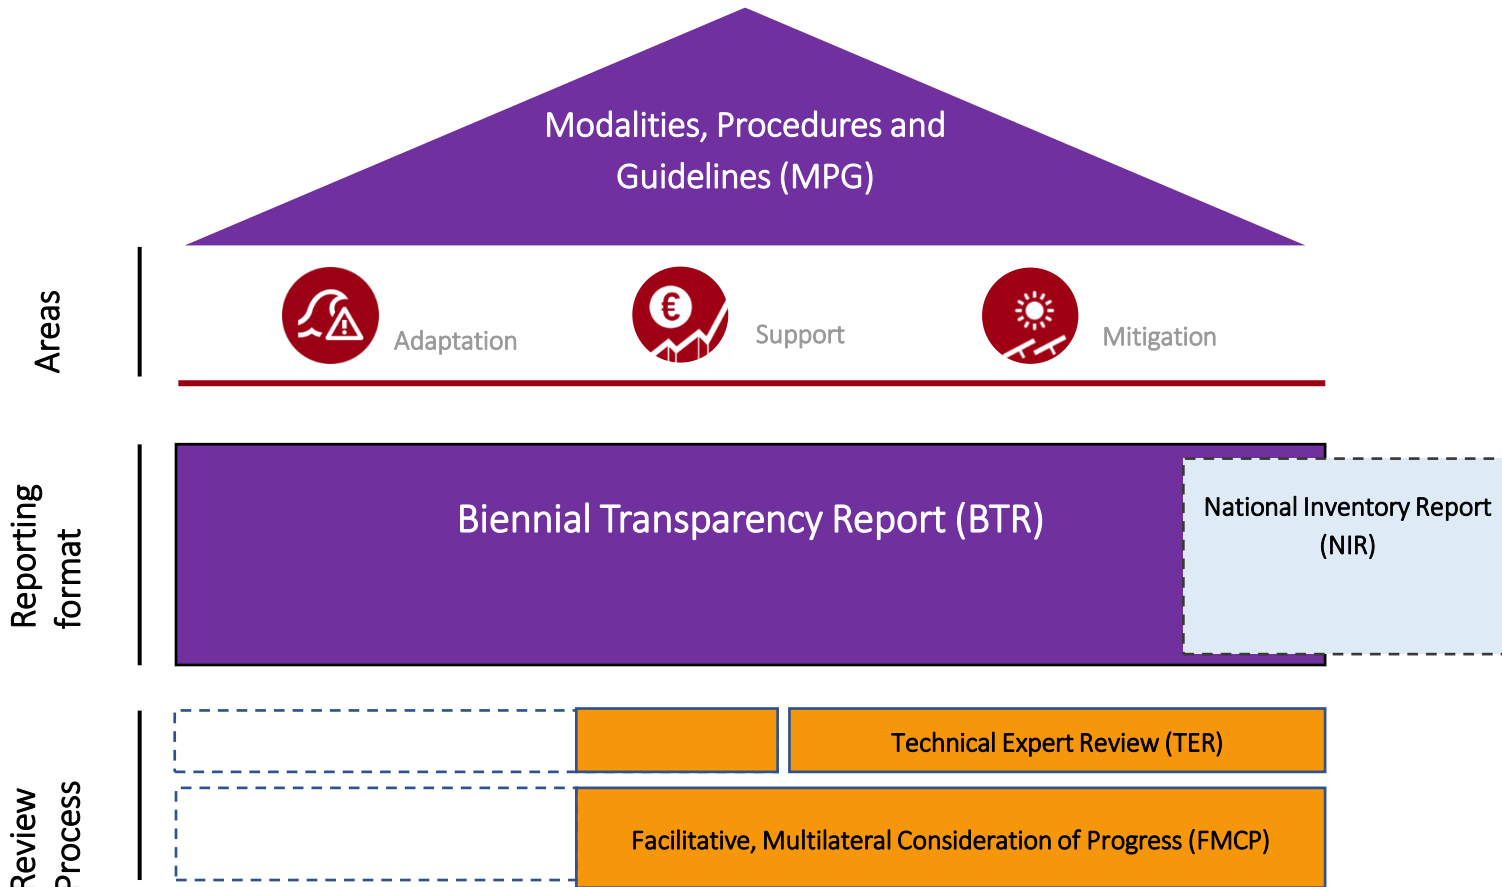 Modalities, Procedures and
Guidelines (MPG)
Areas
Adaptation
Support
Mitigation
Reporting
format
Biennial Transparency Report (BTR)
National Inventory Report
(NIR)
Review
Process
Technical Expert Review (TER)
Facilitative, Multilateral Consideration of Progress (FMCP)